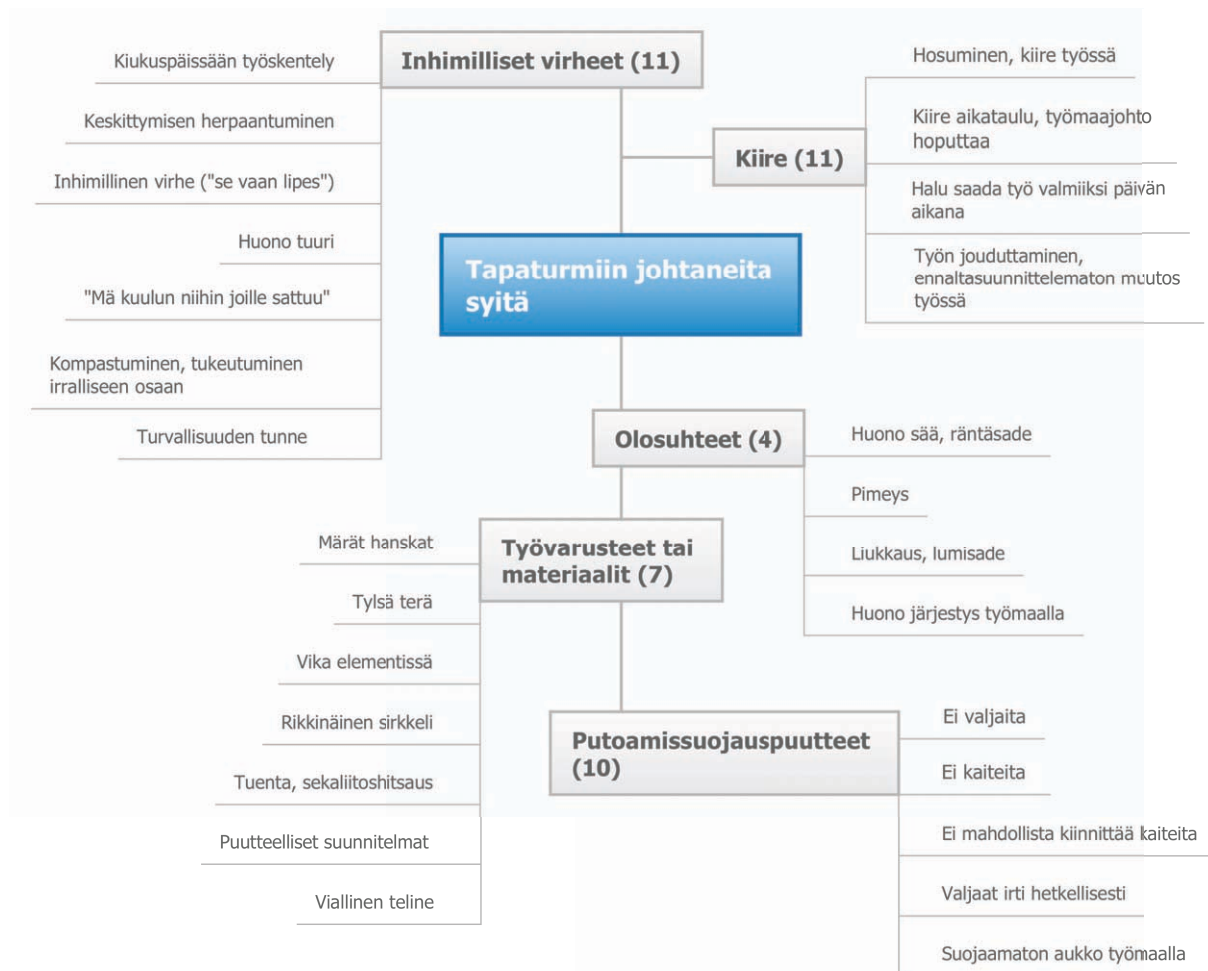 Tapaturmiin johtaneita
syitä
Inhimilliset virheet (11)
Kiukuspäissään työskentely
Keskittymisen herpaantuminen
Inhimillinen virhe ("se vaan lipes")
Huono tuuri
"Mä kuulun niihin joille sattuu"
Kompastuminen, tukeutuminen
irralliseen osaan
Turvallisuuden tunne
Kiire (11)
Hosuminen, kiire työssä
Kiire aikataulu, työmaajohto
hoputtaa
Halu saada työ valmiiksi päivän
aikana
Työn jouduttaminen,
ennaltasuunnittelematon muutos
työssä
Olosuhteet (4)
Huono sää, räntäsade
Pimeys
Liukkaus, lumisade
Huono järjestys työmaalla
Työvarusteet tai
materiaalit (7)
Märät hanskat
Tylsä terä
Vika elementissä
Rikkinäinen sirkkeli
Tuenta, sekaliitoshitsaus
Puutteelliset suunnitelmat
Viallinen teline
Putoamissuojauspuutteet
(10)
Ei valjaita
Ei kaiteita
Ei mahdollista kiinnittää kaiteita
Valjaat irti hetkellisesti
Suojaamaton aukko työmaalla